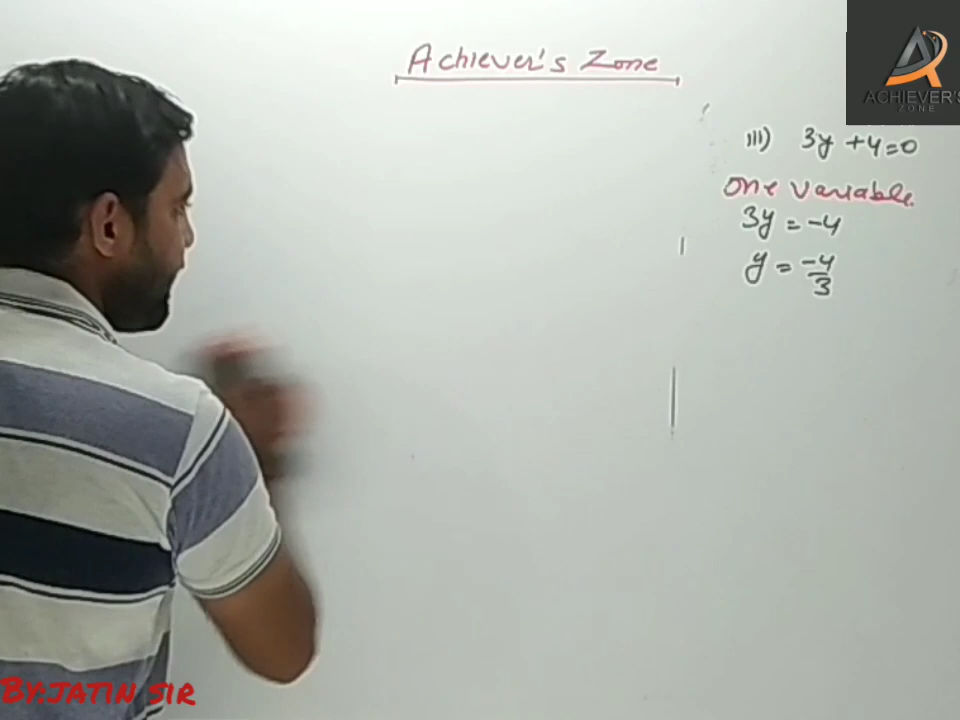 Achiever's Zone
ACHIEVER'S
ZONE
III) 3y + 4 = 0
One variable
3y = -4
y = -4/3
BY:JATIN SIR